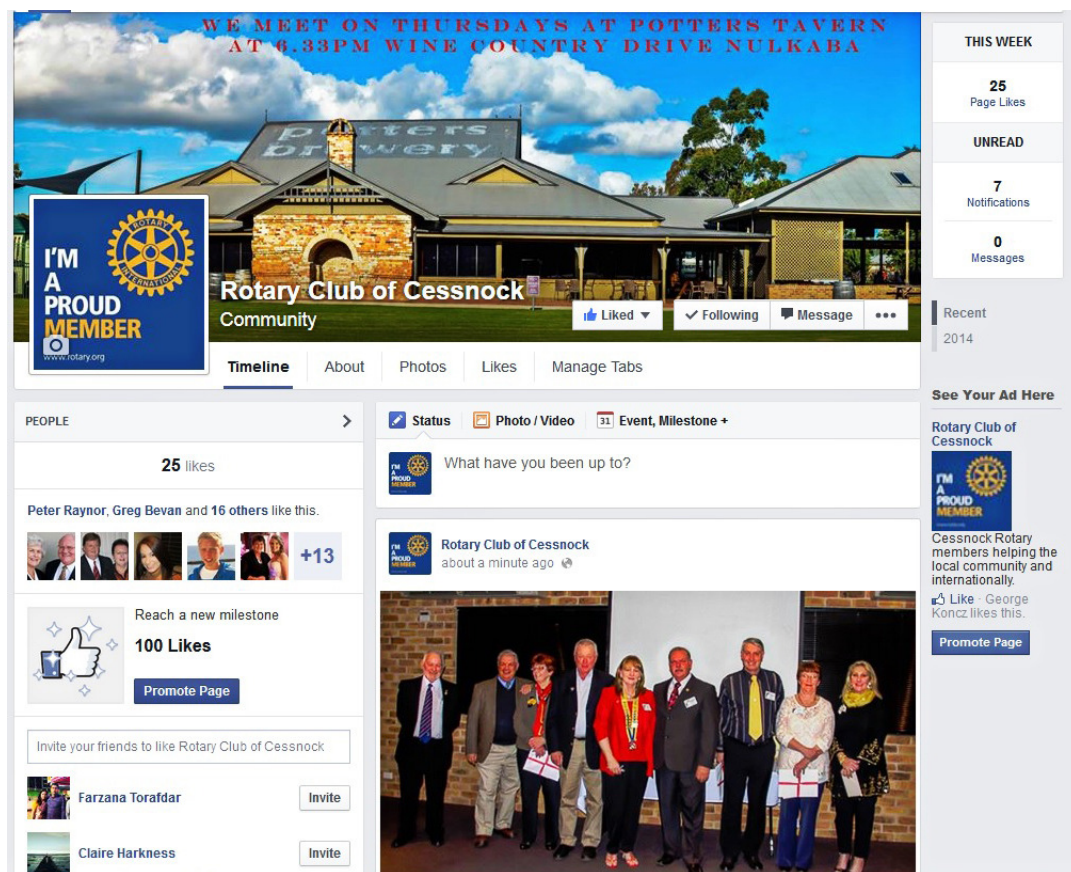 WE MEET ON THURSDAYS AT POTTERS TAVERN
AT 6.33PM WINE COUNTRY DRIVE NULKABA
potters
brewery
ROTARY
INTERNATIONAL
I'M
A
PROUD
MEMBER
www.rotary.org
Rotary Club of Cessnock
Community
Liked
Following
Message
Timeline
About
Photos
Likes
Manage Tabs
THIS WEEK
25
Page Likes
UNREAD
7
Notifications
0
Messages
Recent
2014
PEOPLE
25 likes
Peter Raynor, Greg Bevan and 16 others like this.
+13
Reach a new milestone
100 Likes
Promote Page
Invite your friends to like Rotary Club of Cessnock
Farzana Torafdar
Invite
Claire Harkness
Invite
Status
Photo / Video
31
Event, Milestone +
I'M
A
PROUD
MEMBER
What have you been up to?
I'M
A
PROUD
MEMBER
Rotary Club of Cessnock
about a minute ago
See Your Ad Here
Rotary Club of
Cessnock
I'M
A
PROUD
MEMBER
Cessnock Rotary
members helping the
local community and
internationally.
Like · George
Koncz likes this.
Promote Page